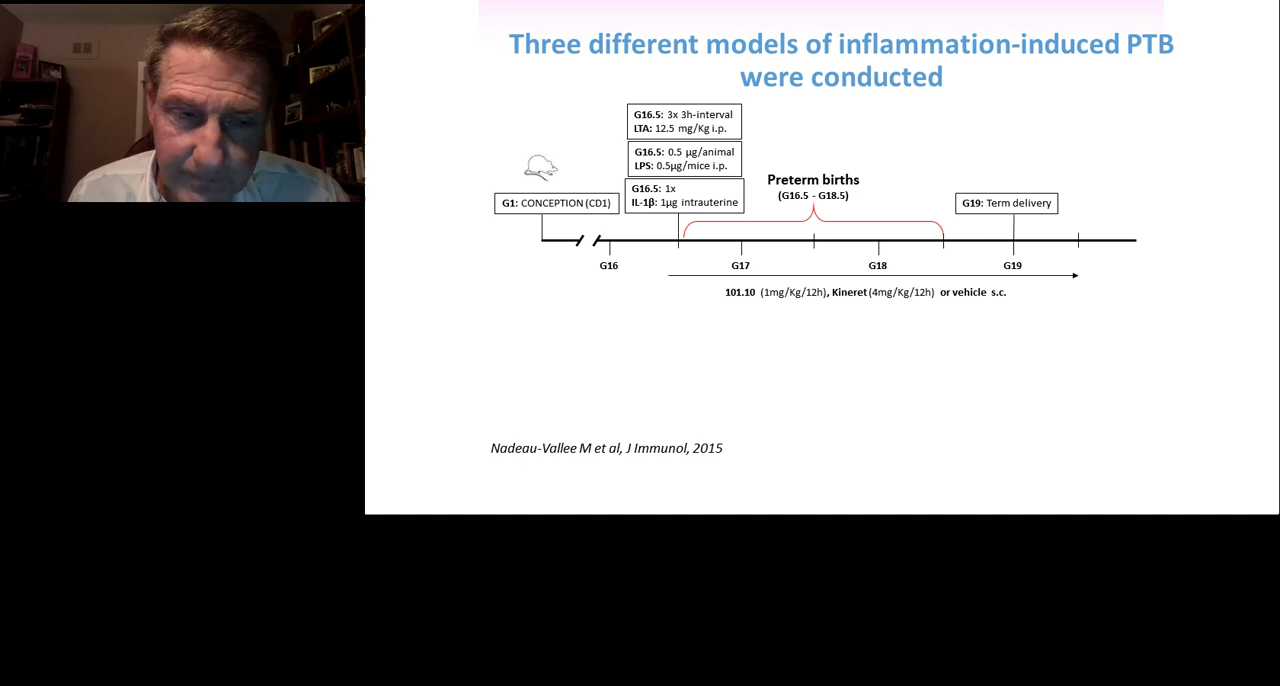 Three different models of inflammation-induced PTB
were conducted
G16.5: 3x 3h-interval
LTA: 12.5 mg/Kg i.p.
G16.5: 0.5 µg/animal
LPS: 0.5µg/mice i.p.
G16.5: 1x
IL-1β: 1µg intrauterine
Preterm births
(G16.5 - G18.5)
G1: CONCEPTION (CD1)
G19: Term delivery
G16
G17
G18
G19
101.10 (1mg/Kg/12h), Kineret (4mg/Kg/12h) or vehicle s.c.
Nadeau-Vallee M et al, J Immunol, 2015